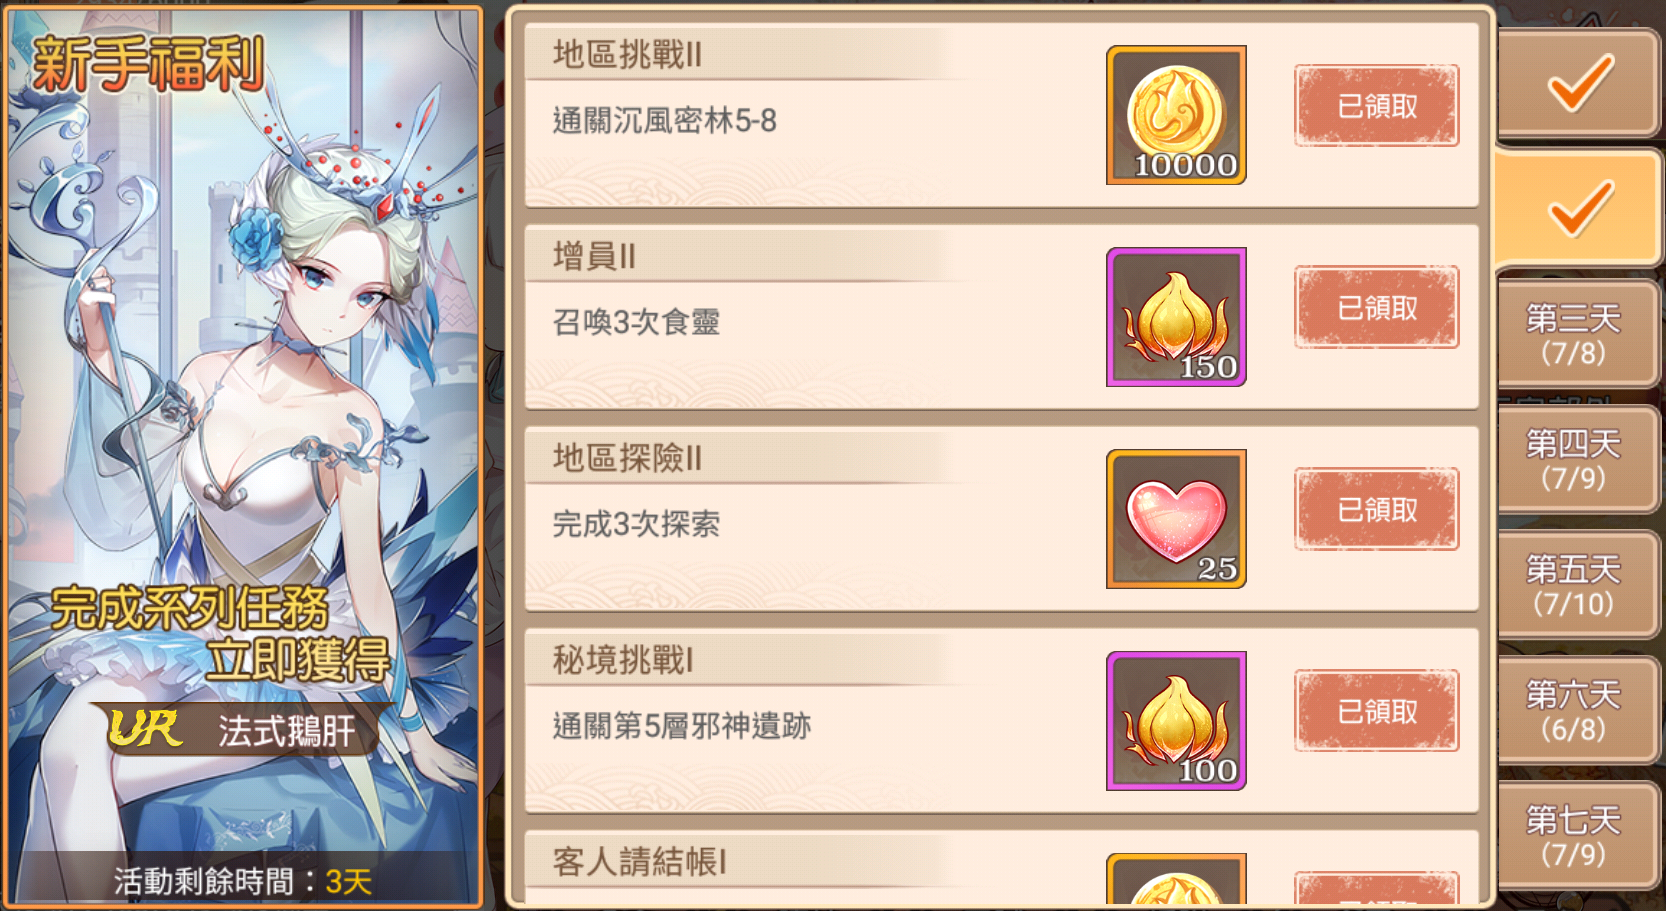 新手福利
完成系列任務
立即獲得
UR 法式鵝肝
活動剩餘時間：3天
地區挑戰II
通關沉風密林5-8
10000
已領取
增員II
召喚3次食靈
150
已領取
地區探險II
完成3次探索
25
已領取
秘境挑戰I
通關第5層邪神遺跡
100
已領取
客人請結帳I
第三天
(7/8)
第四天
(7/9)
第五天
(7/10)
第六天
(6/8)
第七天
(7/9)